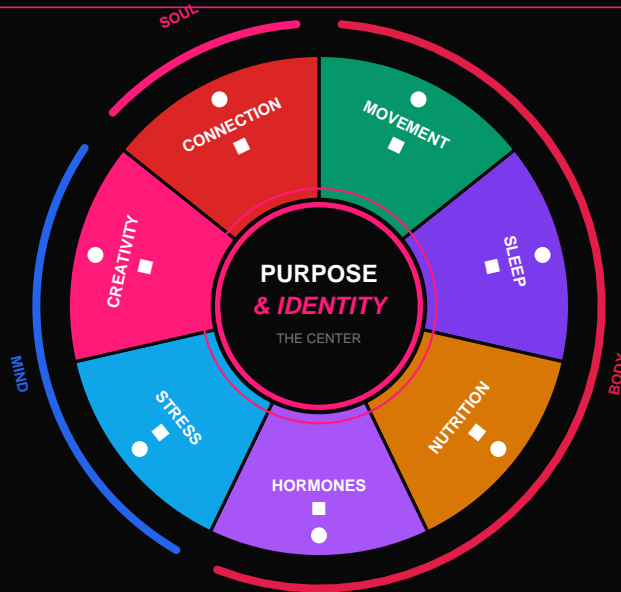 SOUL
CONNECTION
MOVEMENT
CREATIVITY
SLEEP
PURPOSE
& IDENTITY
THE CENTER
MIND
BODY
STRESS
NUTRITION
HORMONES